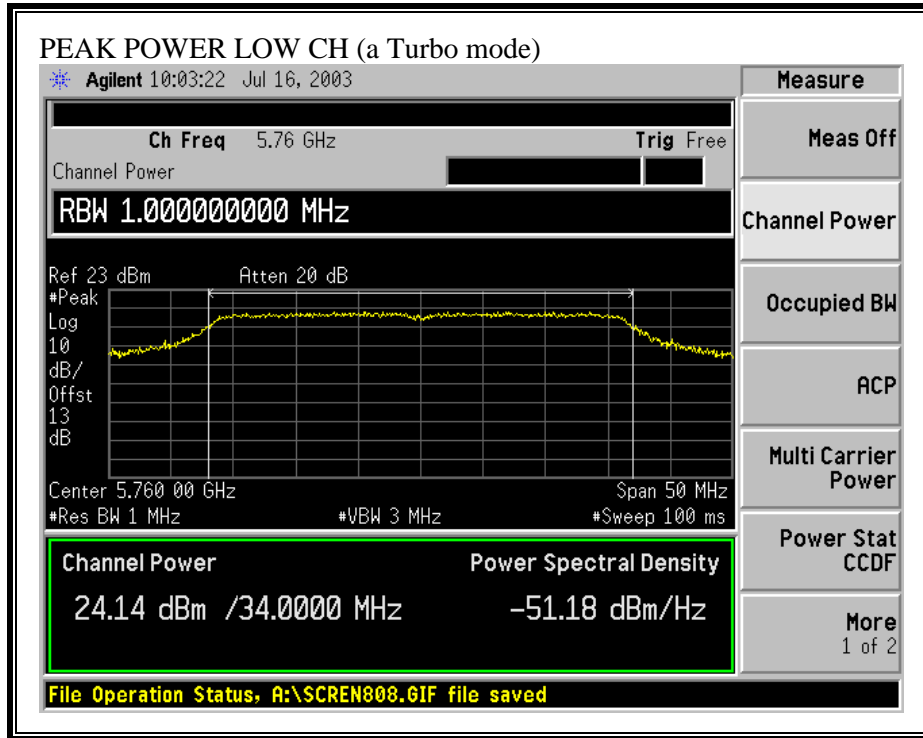 PEAK POWER LOW CH (a Turbo mode)
Agilent 10:03:22 Jul 16, 2003
Measure
Ch Freq 5.76 GHz Trig Free
Meas Off
Channel Power
RBW 1.000000000 MHz
Channel Power
Ref 23 dBm Atten 20 dB
#Peak
Log
10
dB/
Offst
13
dB
Occupied BW
ACP
Center 5.760 00 GHz Span 50 MHz
#Res BW 1 MHz #VBW 3 MHz #Sweep 100 ms
Multi Carrier
Power
Channel Power Power Spectral Density
24.14 dBm /34.0000 MHz -51.18 dBm/Hz
Power Stat
CCDF
More
1 of 2
File Operation Status, A:\SCREN808.GIF file saved